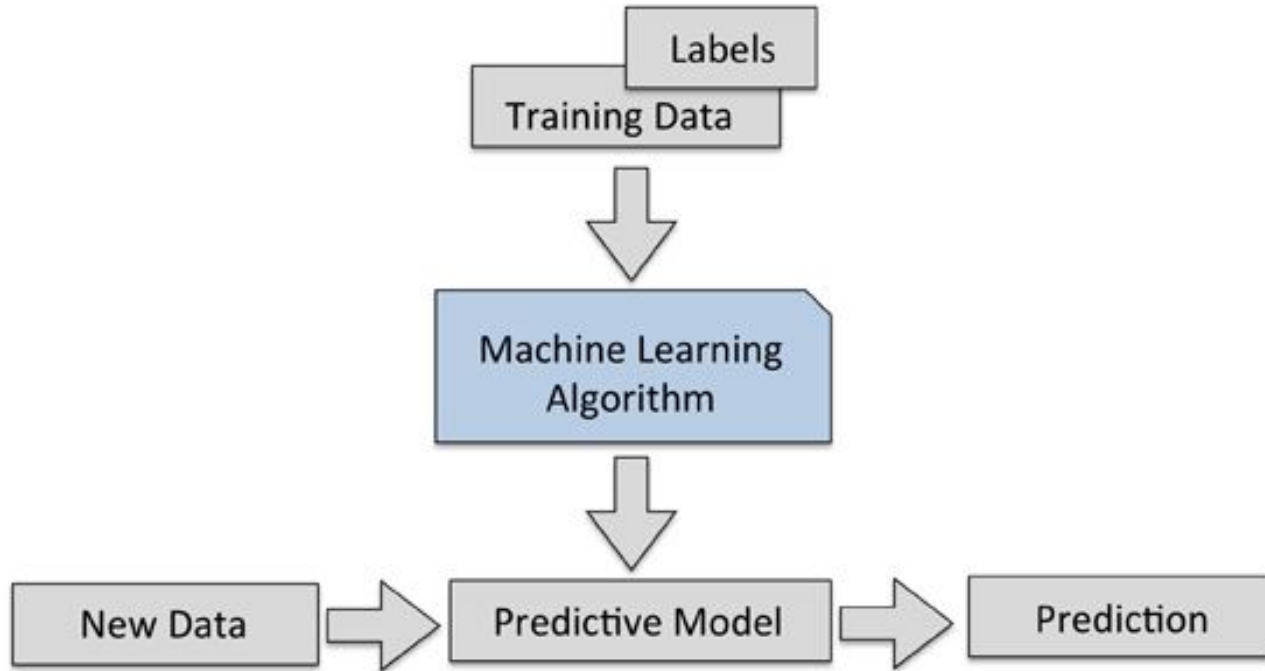 Labels
Training Data
Machine Learning
Algorithm
New Data
Predictive Model
Prediction